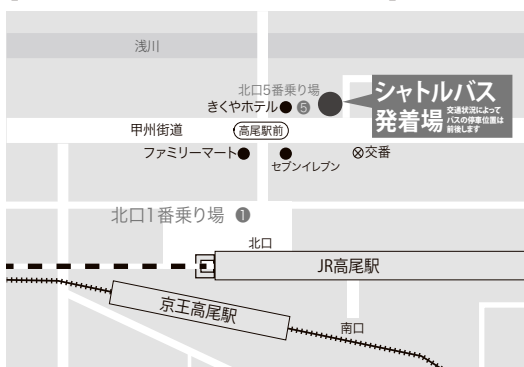 浅川
北口5番乗り場
きくやホテル● ❺
シャトルバス
発着場
交通状況によって
バスの停車位置は
前後します
甲州街道
高尾駅前
ファミリーマート●
セブンイレブン
⊗交番
北口1番乗り場 ❶
北口
JR高尾駅
京王高尾駅
南口